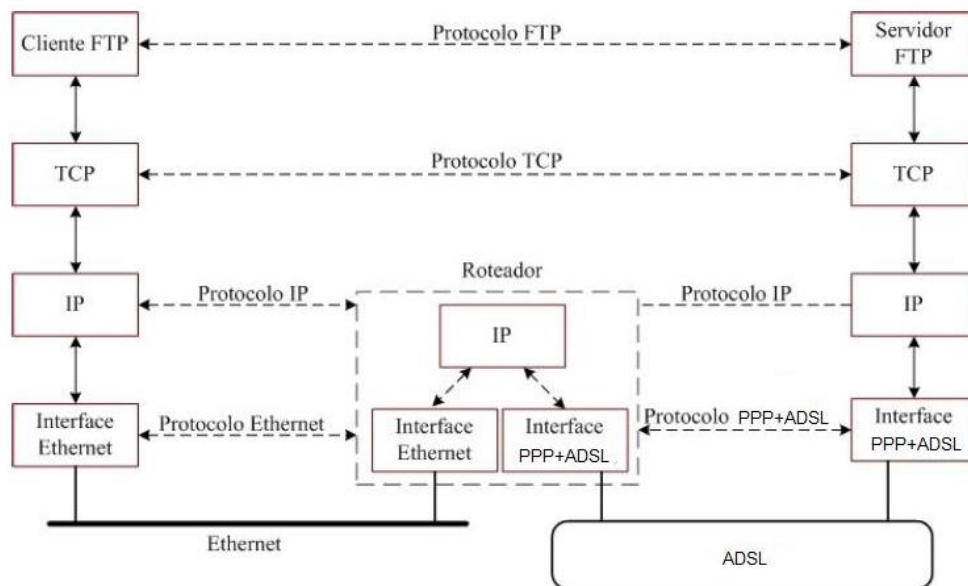 Cliente FTP
Protocolo FTP
Servidor
FTP
TCP
Protocolo TCP
TCP
Roteador
IP
Protocolo IP
IP
Protocolo IP
IP
Interface
Ethernet
Protocolo Ethernet
Interface
Ethernet
Interface
PPP+ADSL
Protocolo PPP+ADSL
Interface
PPP+ADSL
Ethernet
ADSL